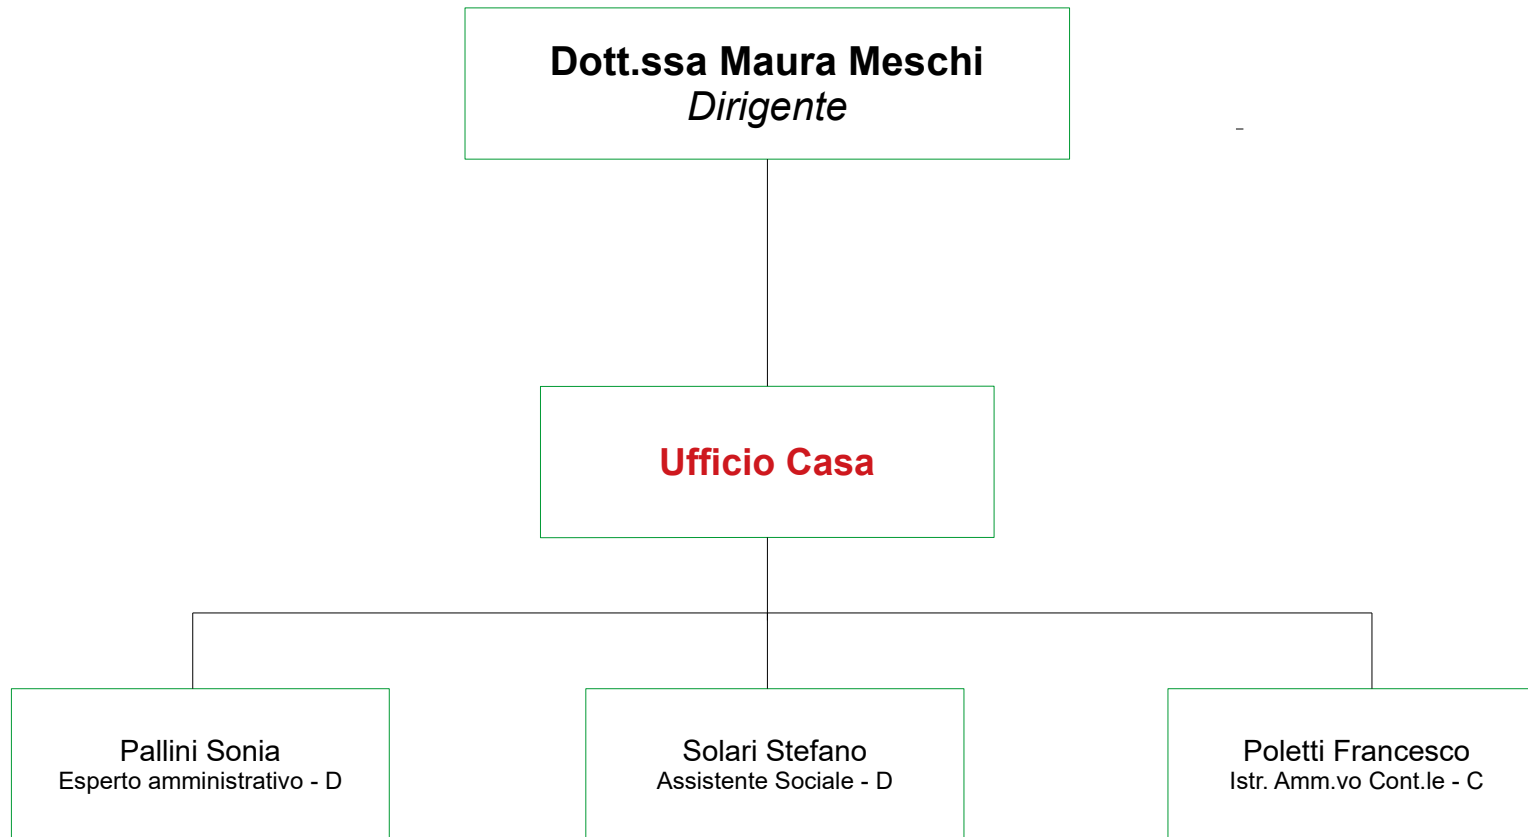 Dott.ssa Maura Meschi
Dirigente
-
Ufficio Casa
Pallini Sonia
Esperto amministrativo - D
Solari Stefano
Assistente Sociale - D
Poletti Francesco
Istr. Amm.vo Cont.le - C